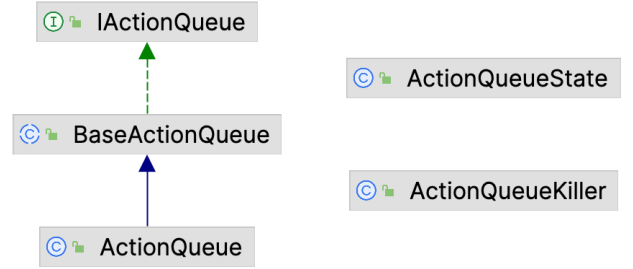 I IActionQueue
C ActionQueueState
C BaseActionQueue
C ActionQueueKiller
C ActionQueue